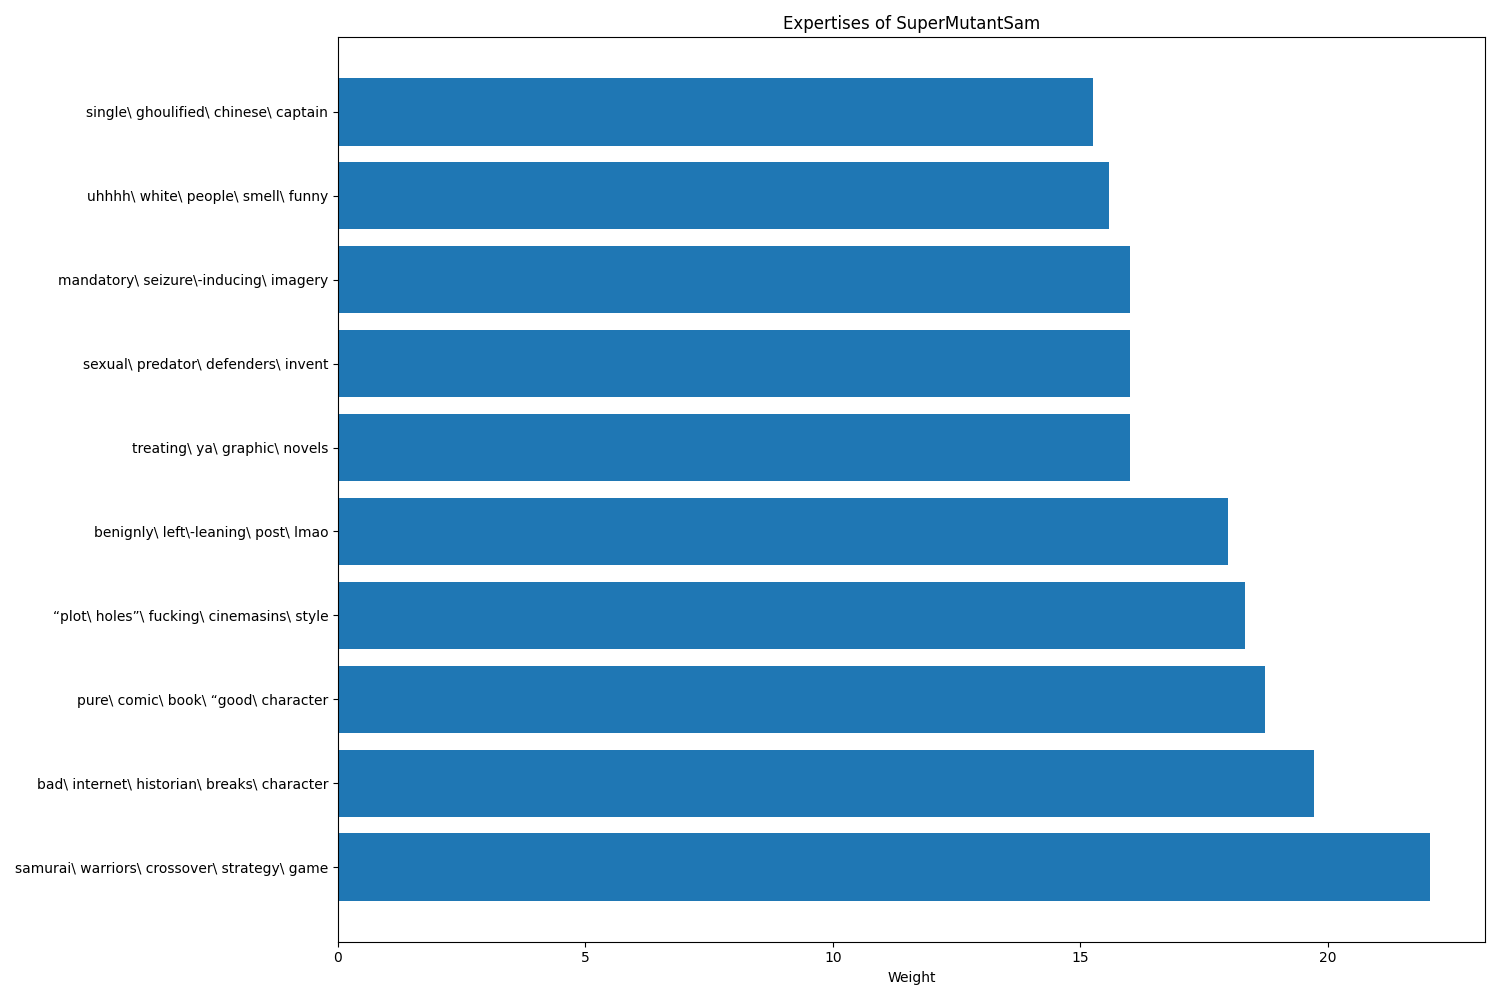 Expertises of SuperMutantSam
single\ ghoulified\ chinese\ captain
uhhhh\ white\ people\ smell\ funny
mandatory\ seizure\-inducing\ imagery
sexual\ predator\ defenders\ invent
treating\ ya\ graphic\ novels
benignly\ left\-leaning\ post\ lmao
“plot\ holes”\ fucking\ cinemasins\ style
pure\ comic\ book\ “good\ character
bad\ internet\ historian\ breaks\ character
samurai\ warriors\ crossover\ strategy\ game
0 5 10 15 20
Weight